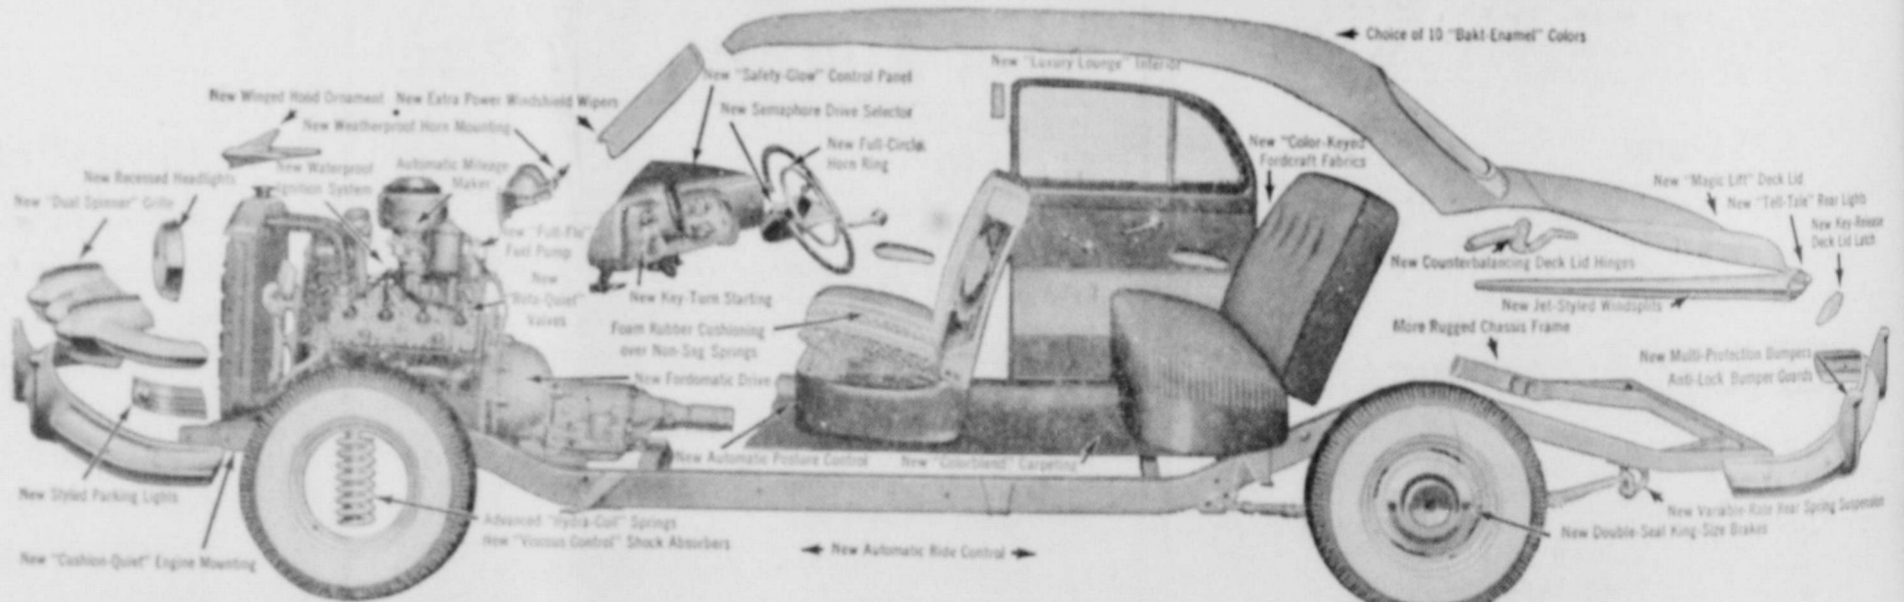 Choice of 10 "Bakt-Enamel" Colors
New "Luxury Lounge" Interior
New "Safety-Glow" Control Panel
New Winged Hood Ornament
New Extra Power Windshield Wipers
New Semaphore Drive Selector
New Weatherproof Horn Mounting
New Full-Circle
Horn Ring
New "Color-Keyed
Fordcraft Fabrics
New Waterproof
Ignition System
Automatic Mileage
Maker
New Recessed Headlights
New "Dual Spinner" Grille
New "Magic Lift" Deck Lid
New "Tell-Tale" Rear Lights
New Key-Release
Deck Lid Latch
New "Full-Flo"
Fuel Pump
New Counterbalancing Deck Lid Hinges
New
"Rota-Quiet"
Valves
New Key-Turn Starting
New Jet-Styled Windsplits
Foam Rubber Cushioning
over Non-Sag Springs
More Rugged Chassis Frame
New Multi-Protection Bumpers
Anti-Lock Bumper Guards
New Fordomatic Drive
New Automatic Posture Control
New "Colorblend" Carpeting
New Styled Parking Lights
New Variable-Rate Rear Spring Suspension
Advanced "Hydra-Coil" Springs
New "Viscous Control" Shock Absorbers
New Double-Seal King-Size Brakes
New "Cushion-Quiet" Engine Mounting
New Automatic Ride Control